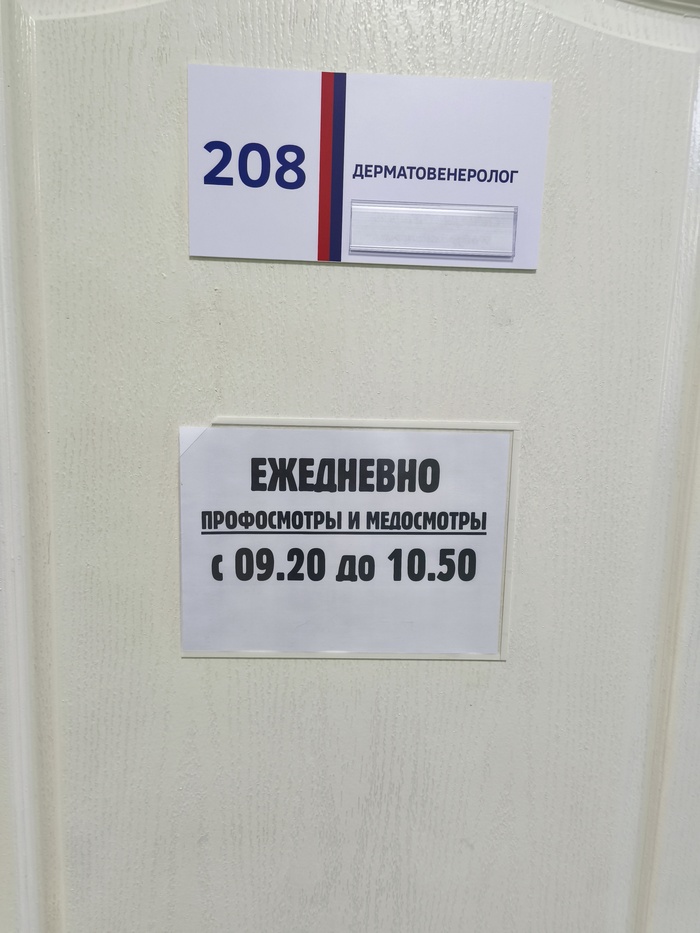 208
ДЕРМАТОВЕНЕРОЛОГ
ЕЖЕДНЕВНО
ПРОФОСМОТРЫ И МЕДОСМОТРЫ
с 09.20 до 10.50